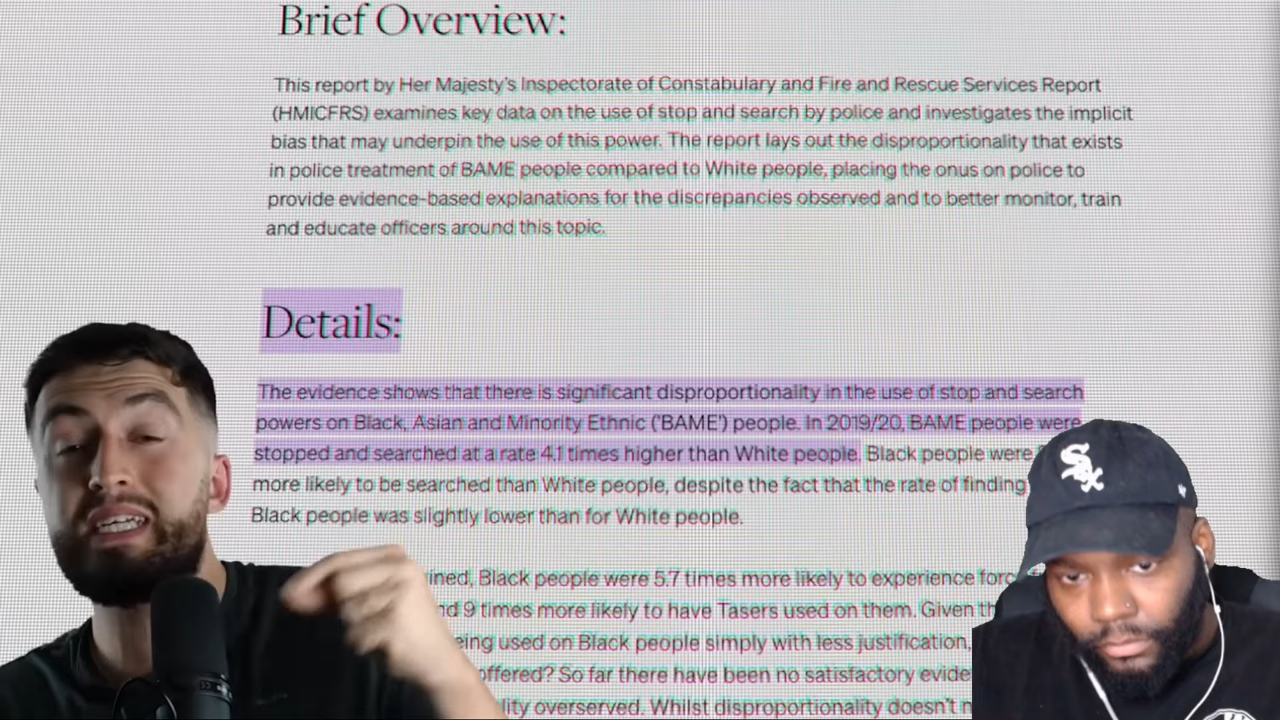 Brief Overview:
This report by Her Majesty's Inspectorate of Constabulary and Fire and Rescue Services Report
(HMICFRS) examines key data on the use of stop and search by police and investigates the implicit
bias that may underpin the use of this power. The report lays out the disproportionality that exists
in police treatment of BAME people compared to White people, placing the onus on police to
provide evidence-based explanations for the discrepancies observed and to better monitor, train
and educate officers around this topic.
Details:
The evidence shows that there is significant disproportionality in the use of stop and search
powers on Black, Asian and Minority Ethnic ('BAME') people. In 2019/20, BAME people were
stopped and searched at a rate 4.1 times higher than White people. Black people were
more likely to be searched than White people, despite the fact that the rate of finding
Black people was slightly lower than for White people.
Black people were 5.7 times more likely to experience
9 times more likely to have Tasers used on them. Given
used on Black people simply with less justification,
offered? So far there have been no satisfactory
overserved. Whilst disproportionality doesn't
Sox